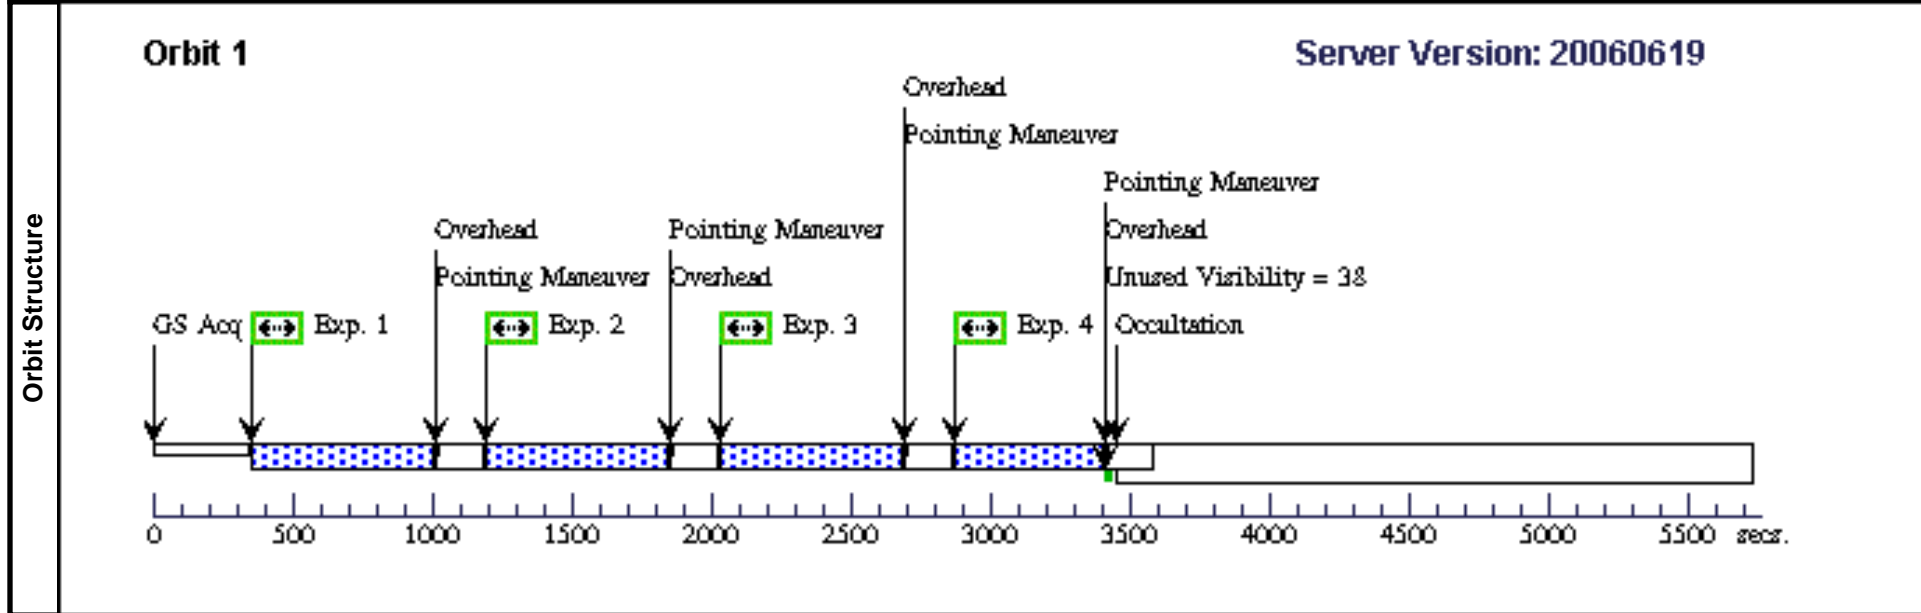 Orbit Structure
Orbit 1
Server Version: 20060619
Overhead
Pointing Maneuver
Pointing Maneuver
Overhead
Pointing Maneuver
Overhead
Overhead
Pointing Maneuver
Overhead
Unused Visibility = 38
GS Acq
Exp. 1
Exp. 2
Exp. 3
Exp. 4
Occultation
0 500 1000 1500 2000 2500 3000 3500 4000 4500 5000 5500 secs.